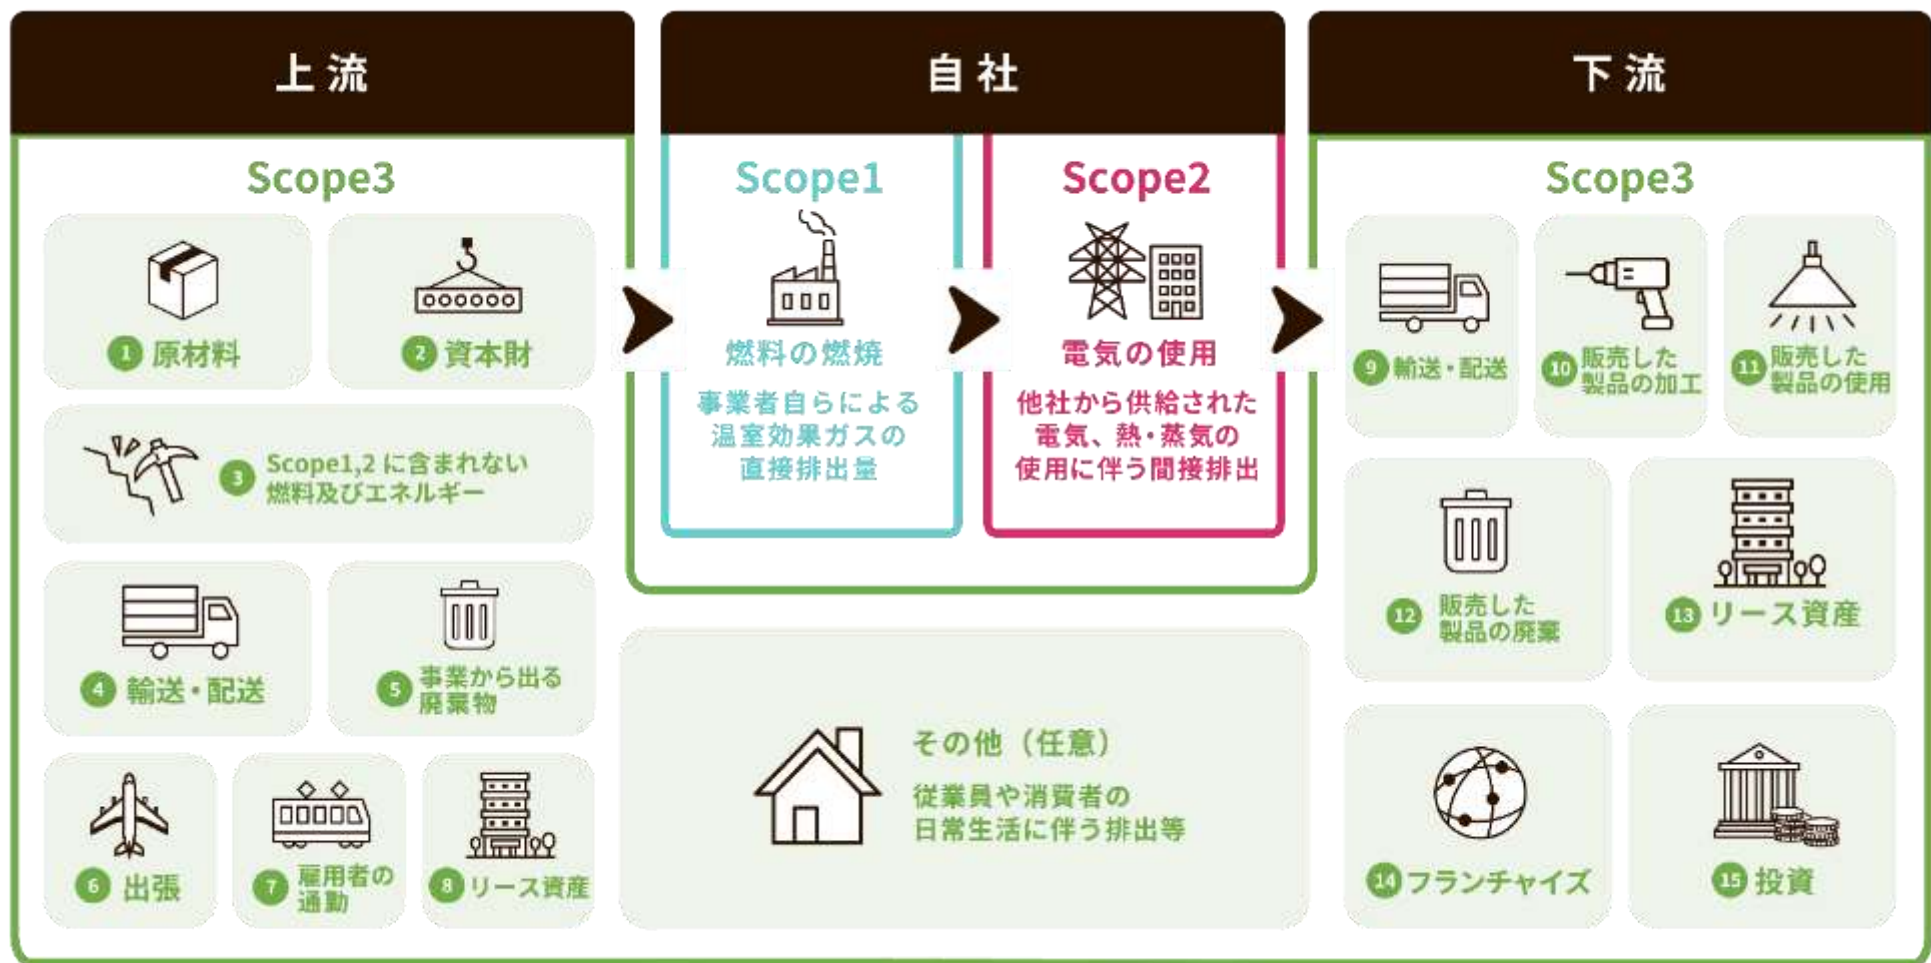 上流
Scope3
1 原材料
2 資本財
3 Scope1,2 に含まれない
燃料及びエネルギー
4 輸送・配送
5 事業から出る
廃棄物
6 出張
7 雇用者の
通勤
8 リース資産
自社
Scope1
燃料の燃焼
事業者自らによる
温室効果ガスの
直接排出量
Scope2
電気の使用
他社から供給された
電気、熱・蒸気の
使用に伴う間接排出
その他（任意）
従業員や消費者の
日常生活に伴う排出等
下流
Scope3
9 輸送・配送
10 販売した
製品の加工
11 販売した
製品の使用
12 販売した
製品の廃棄
13 リース資産
14 フランチャイズ
15 投資